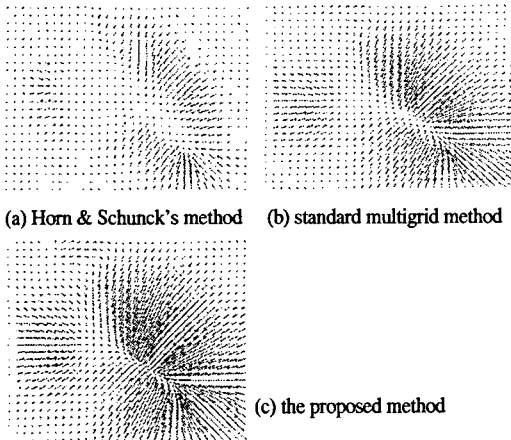 (a) Horn & Schunck's method
(b) standard multigrid method
(c) the proposed method